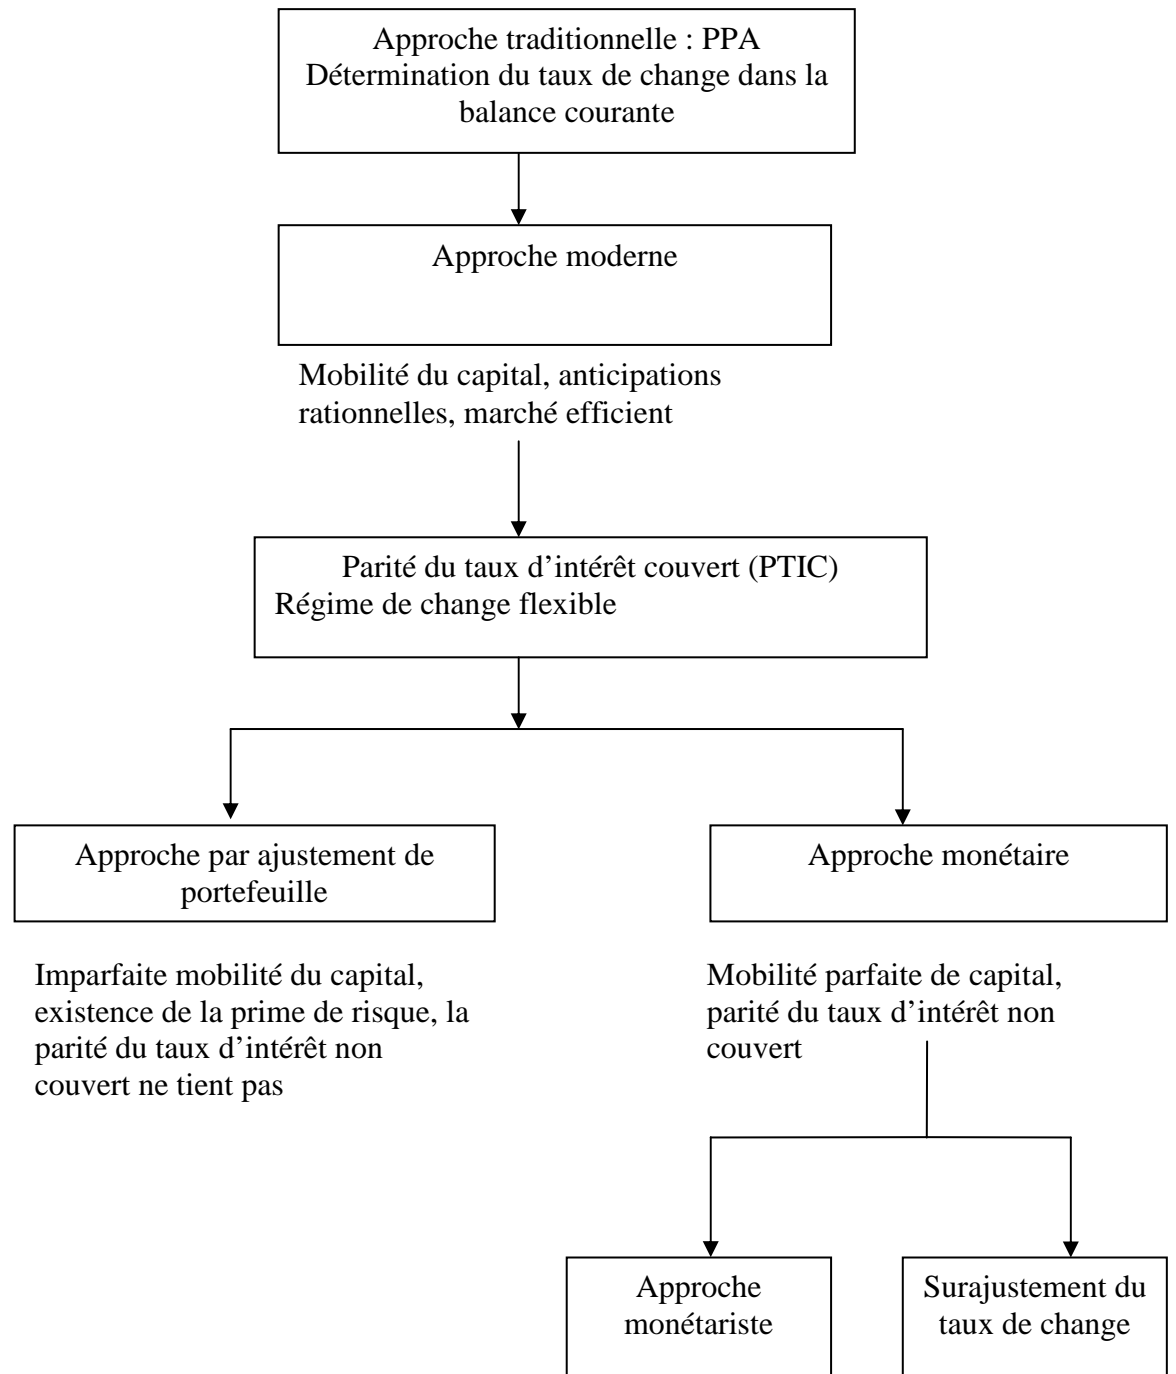 Approche traditionnelle : PPA
Détermination du taux de change dans la
balance courante
Approche moderne
Mobilité du capital, anticipations
rationnelles, marché efficient
Parité du taux d’intérêt couvert (PTIC)
Régime de change flexible
Approche par ajustement de
portefeuille
Approche monétaire
Imparfaite mobilité du capital,
existence de la prime de risque, la
parité du taux d’intérêt non
couvert ne tient pas
Mobilité parfaite de capital,
parité du taux d’intérêt non
couvert
Approche
monétariste
Surajustement du
taux de change